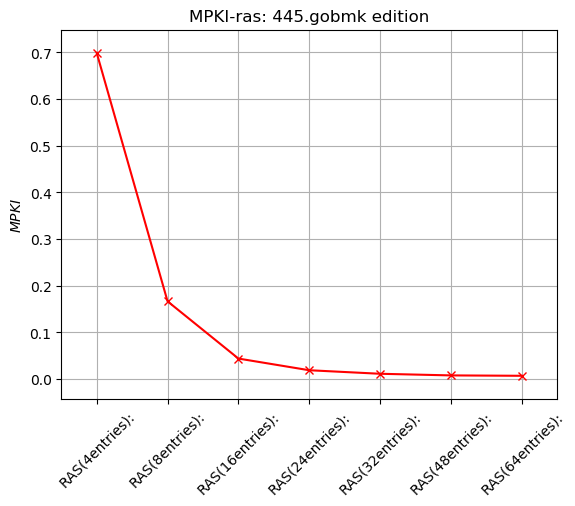 MPKI-ras: 445.gobmk edition
MPKI
0.7
0.6
0.5
0.4
0.3
0.2
0.1
0.0
RAS(4entries):
RAS(8entries):
RAS(16entries):
RAS(24entries):
RAS(32entries):
RAS(48entries):
RAS(64entries):